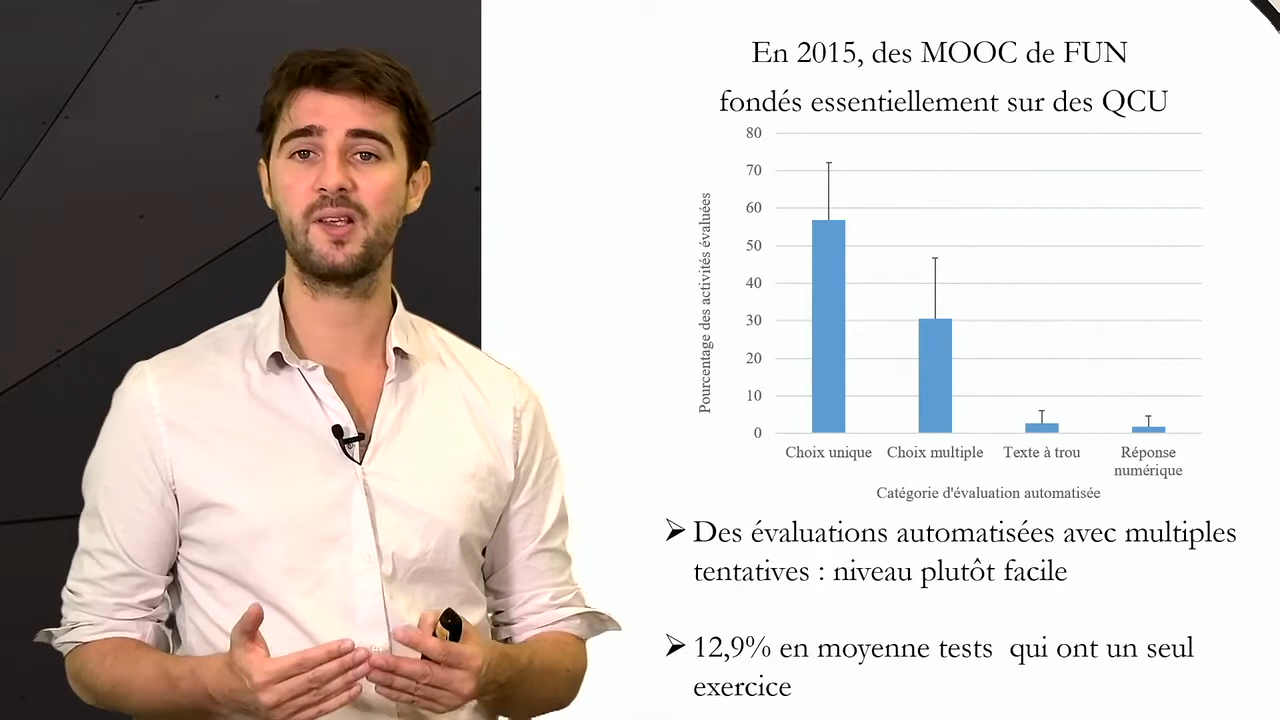 En 2015, des MOOC de FUN
fondés essentiellement sur des QCU
80
70
60
50
40
30
20
10
0
Pourcentage des activités évaluées
Choix unique
Choix multiple
Texte à trou
Réponse
numérique
Catégorie d'évaluation automatisée
➢ Des évaluations automatisées avec multiples
tentatives : niveau plutôt facile
➢ 12,9% en moyenne tests qui ont un seul
exercice